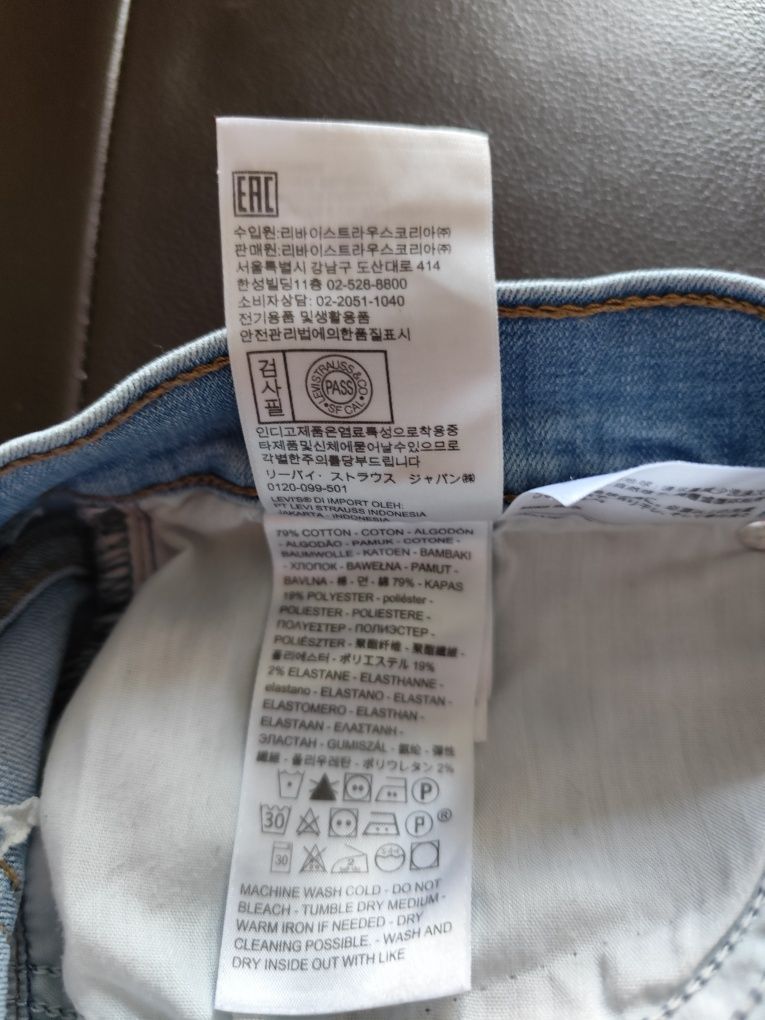 EAC
수입원:리바이스트라우스코리아㈜
판매원:리바이스트라우스코리아㈜
서울특별시 강남구 도산대로 414
한성빌딩11층 02-528-8800
소비자상담: 02-2051-1040
전기용품 및생활용품
안전관리법에의한품질표시
검사필
LEVI STRAUSS & CO
PASS
SF CAL
인디고제품은염료특성으로착용중
타제품및신체에묻어날수있으므로
각별한주의를당부드립니다
リーバイ・ストラウス ジャパン㈱
0120-099-501
LEVI'S® DI IMPORT OLEH:
PT LEVI STRAUSS INDONESIA
JAKARTA - INDONESIA
79% COTTON - COTON - ALGODÓN
- ALGODÃO - PAMUK - COTONE -
BAUMWOLLE - KATOEN - BAMBAKI
- ХЛОПОК - BAWEŁNA - PAMUT -
BAVLNA - 棉 - 면 - 綿 79% - KAPAS
19% POLYESTER - poliéster -
POLIESTER - POLIESTERE -
ΠΟΛΥΕΣΤΕΡ - ПОЛИЭСТЕР -
POLIÉSZTER - 聚酯纤维 - 聚酯纖維 -
폴리에스터 - ポリエステル 19%
2% ELASTANE - ELASTHANNE -
elastano - ELASTANO - ELASTAN -
ELASTOMERO - ELASTHAN -
ELASTAAN - ΕΛΑΣΤΑΝΗ -
ЭЛАСТАН - GUMISZÁL - 氨纶 - 彈性
纖維 - 폴리우레탄 - ポリウレタン 2%
P
30 P ®
30 2
MACHINE WASH COLD - DO NOT
BLEACH - TUMBLE DRY MEDIUM -
WARM IRON IF NEEDED - DRY
CLEANING POSSIBLE. - WASH AND
DRY INSIDE OUT WITH LIKE